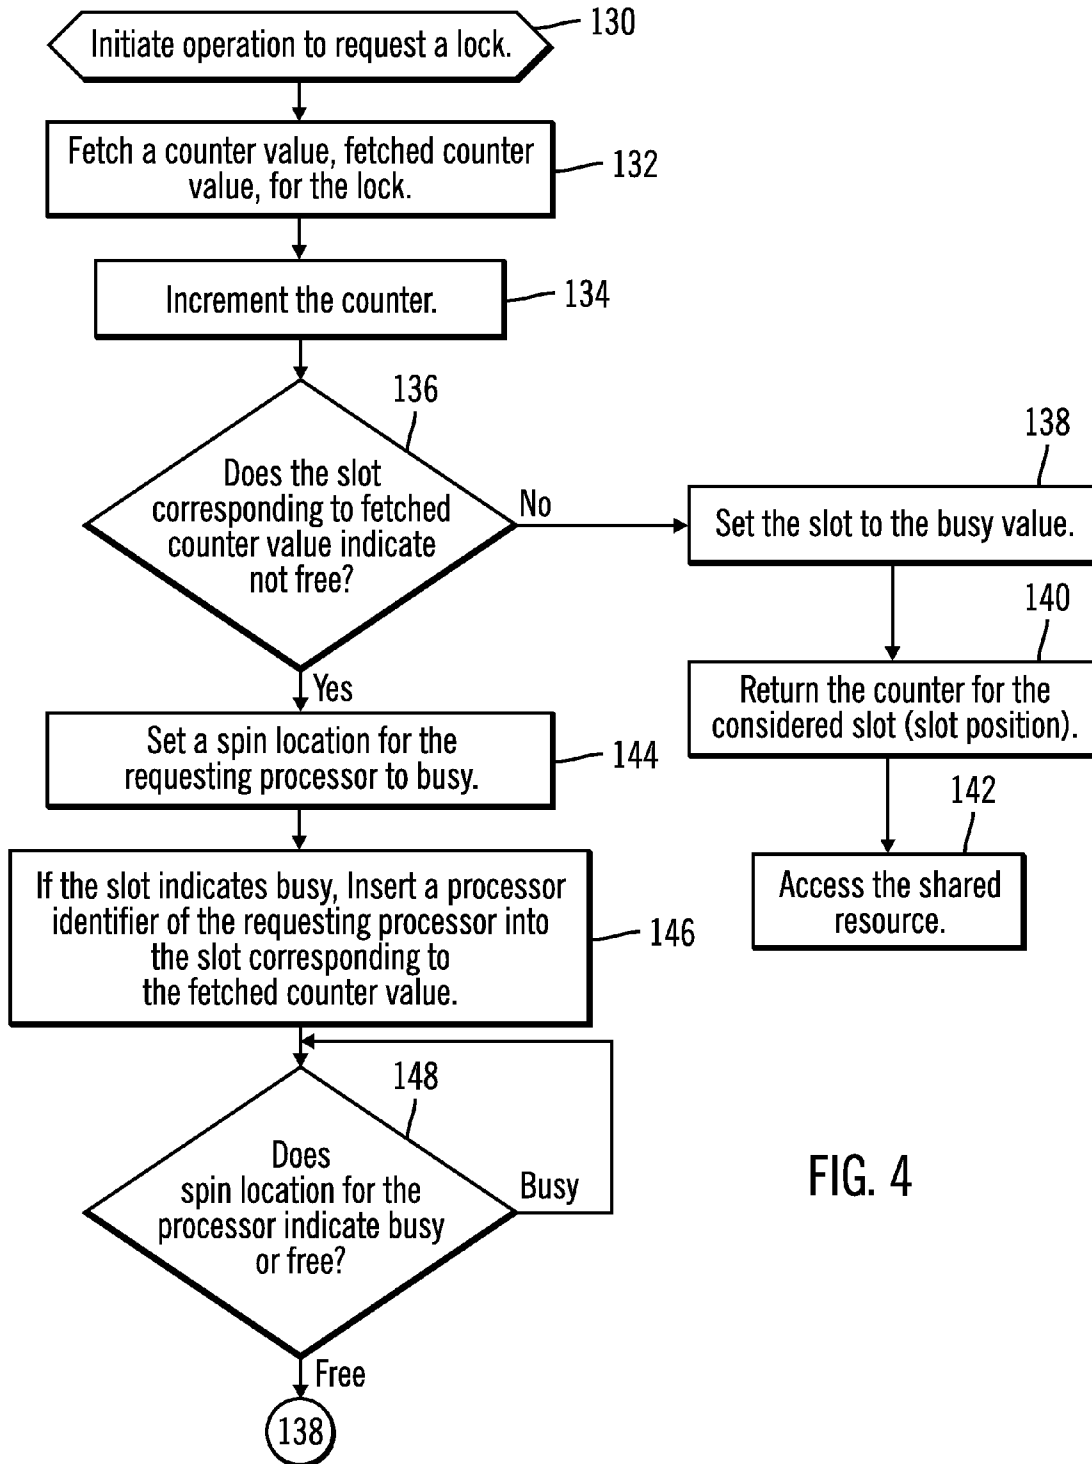 Initiate operation to request a lock.
130
Fetch a counter value, fetched counter
value, for the lock.
132
Increment the counter.
134
136
Does the slot
corresponding to fetched
counter value indicate
not free?
No
138
Set the slot to the busy value.
140
Return the counter for the
considered slot (slot position).
142
Access the shared
resource.
Yes
Set a spin location for the
requesting processor to busy.
144
If the slot indicates busy, Insert a processor
identifier of the requesting processor into
the slot corresponding to
the fetched counter value.
146
148
Does
spin location for the
processor indicate busy
or free?
Busy
Free
138
FIG. 4